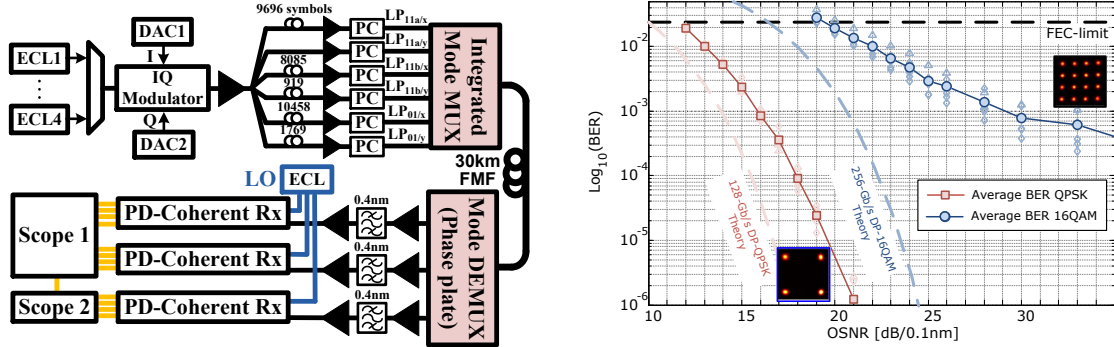 9696 symbols
8085
919
10458
1769
DAC1
I
ECL1
ECL4
IQ
Modulator
Q
DAC2
PC
PC
PC
PC
PC
PC
LP11a/x
LP11a/y
LP11b/x
LP11b/y
LP01/x
LP01/y
Integrated
Mode MUX
30km
FMF
LO
ECL
Scope 1
Scope 2
PD-Coherent Rx
PD-Coherent Rx
PD-Coherent Rx
0.4nm
0.4nm
0.4nm
Mode DEMUX
(Phase plate)
Log10(BER)
10-2
10-3
10-4
10-5
10-6
FEC-limit
128-Gb/s DP-QPSK
Theory
256-Gb/s DP-16QAM
Theory
Average BER QPSK
Average BER 16QAM
10
15
20
25
30
OSNR [dB/0.1nm]